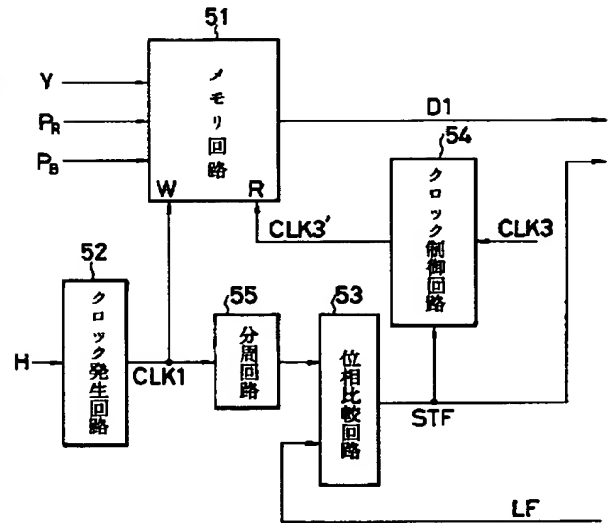 51
Y
PR
PB
メモリ回路
W
R
D1
54
クロック制御回路
CLK3'
CLK3
52
クロック発生回路
H
CLK1
55
分周回路
53
位相比較回路
STF
LF